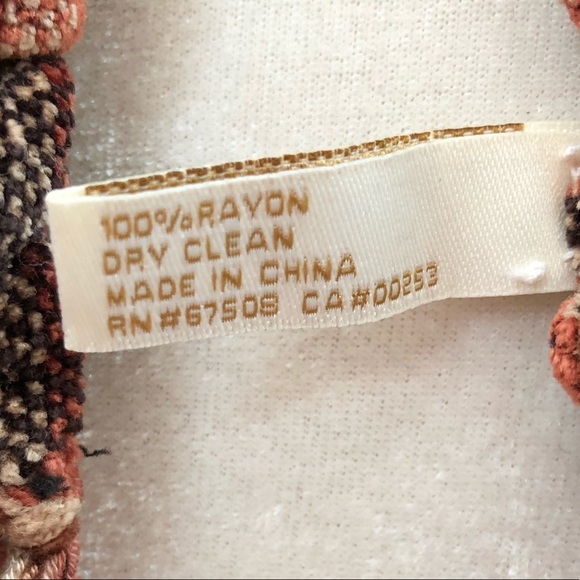 100% RAYON
DRY CLEAN
MADE IN CHINA
RN#67508 CA#00253